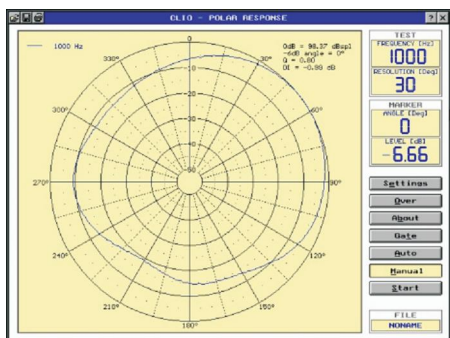 CLIO - POLAR RESPONSE
1000 Hz
0dB = 98.37 dBspl
-6dB angle = 0°
Q = 0.80
DI = -0.98 dB
0
30°
60°
90°
120°
150°
180°
210°
240°
270°
300°
330°
-10
-20
-30
-40
-50
TEST
FREQUENCY [Hz]
1000
RESOLUTION [Deg]
30
MARKER
ANGLE [Deg]
0
LEVEL [dB]
-6.66
Settings
Over
About
Gate
Auto
Manual
Start
FILE
NONAME